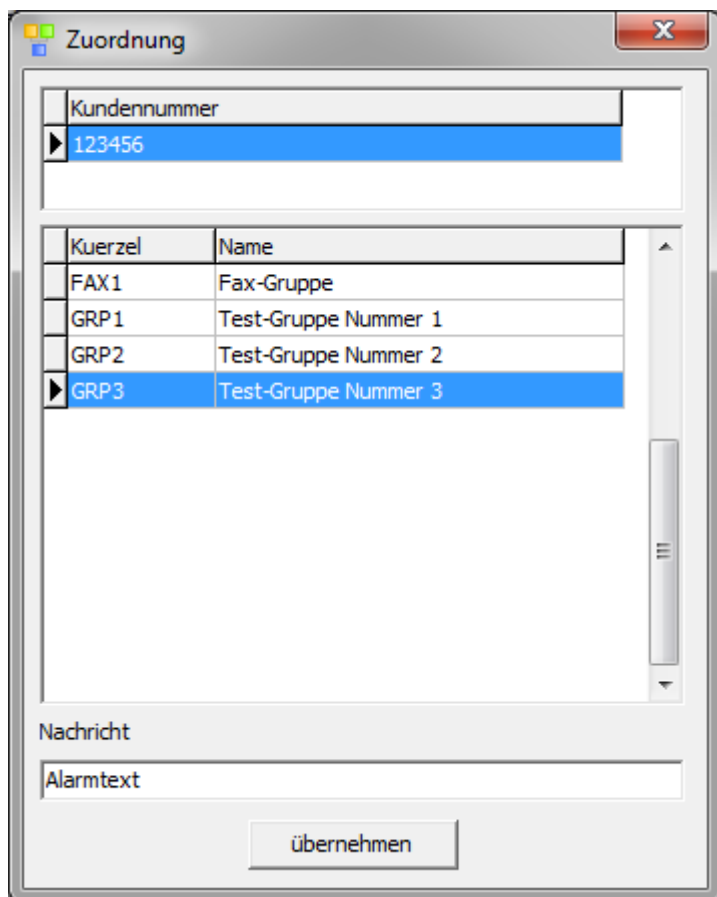 Zuordnung
Kundennummer
123456
Kuerzel Name
FAX1 Fax-Gruppe
GRP1 Test-Gruppe Nummer 1
GRP2 Test-Gruppe Nummer 2
GRP3 Test-Gruppe Nummer 3
Nachricht
Alarmtext
übernehmen